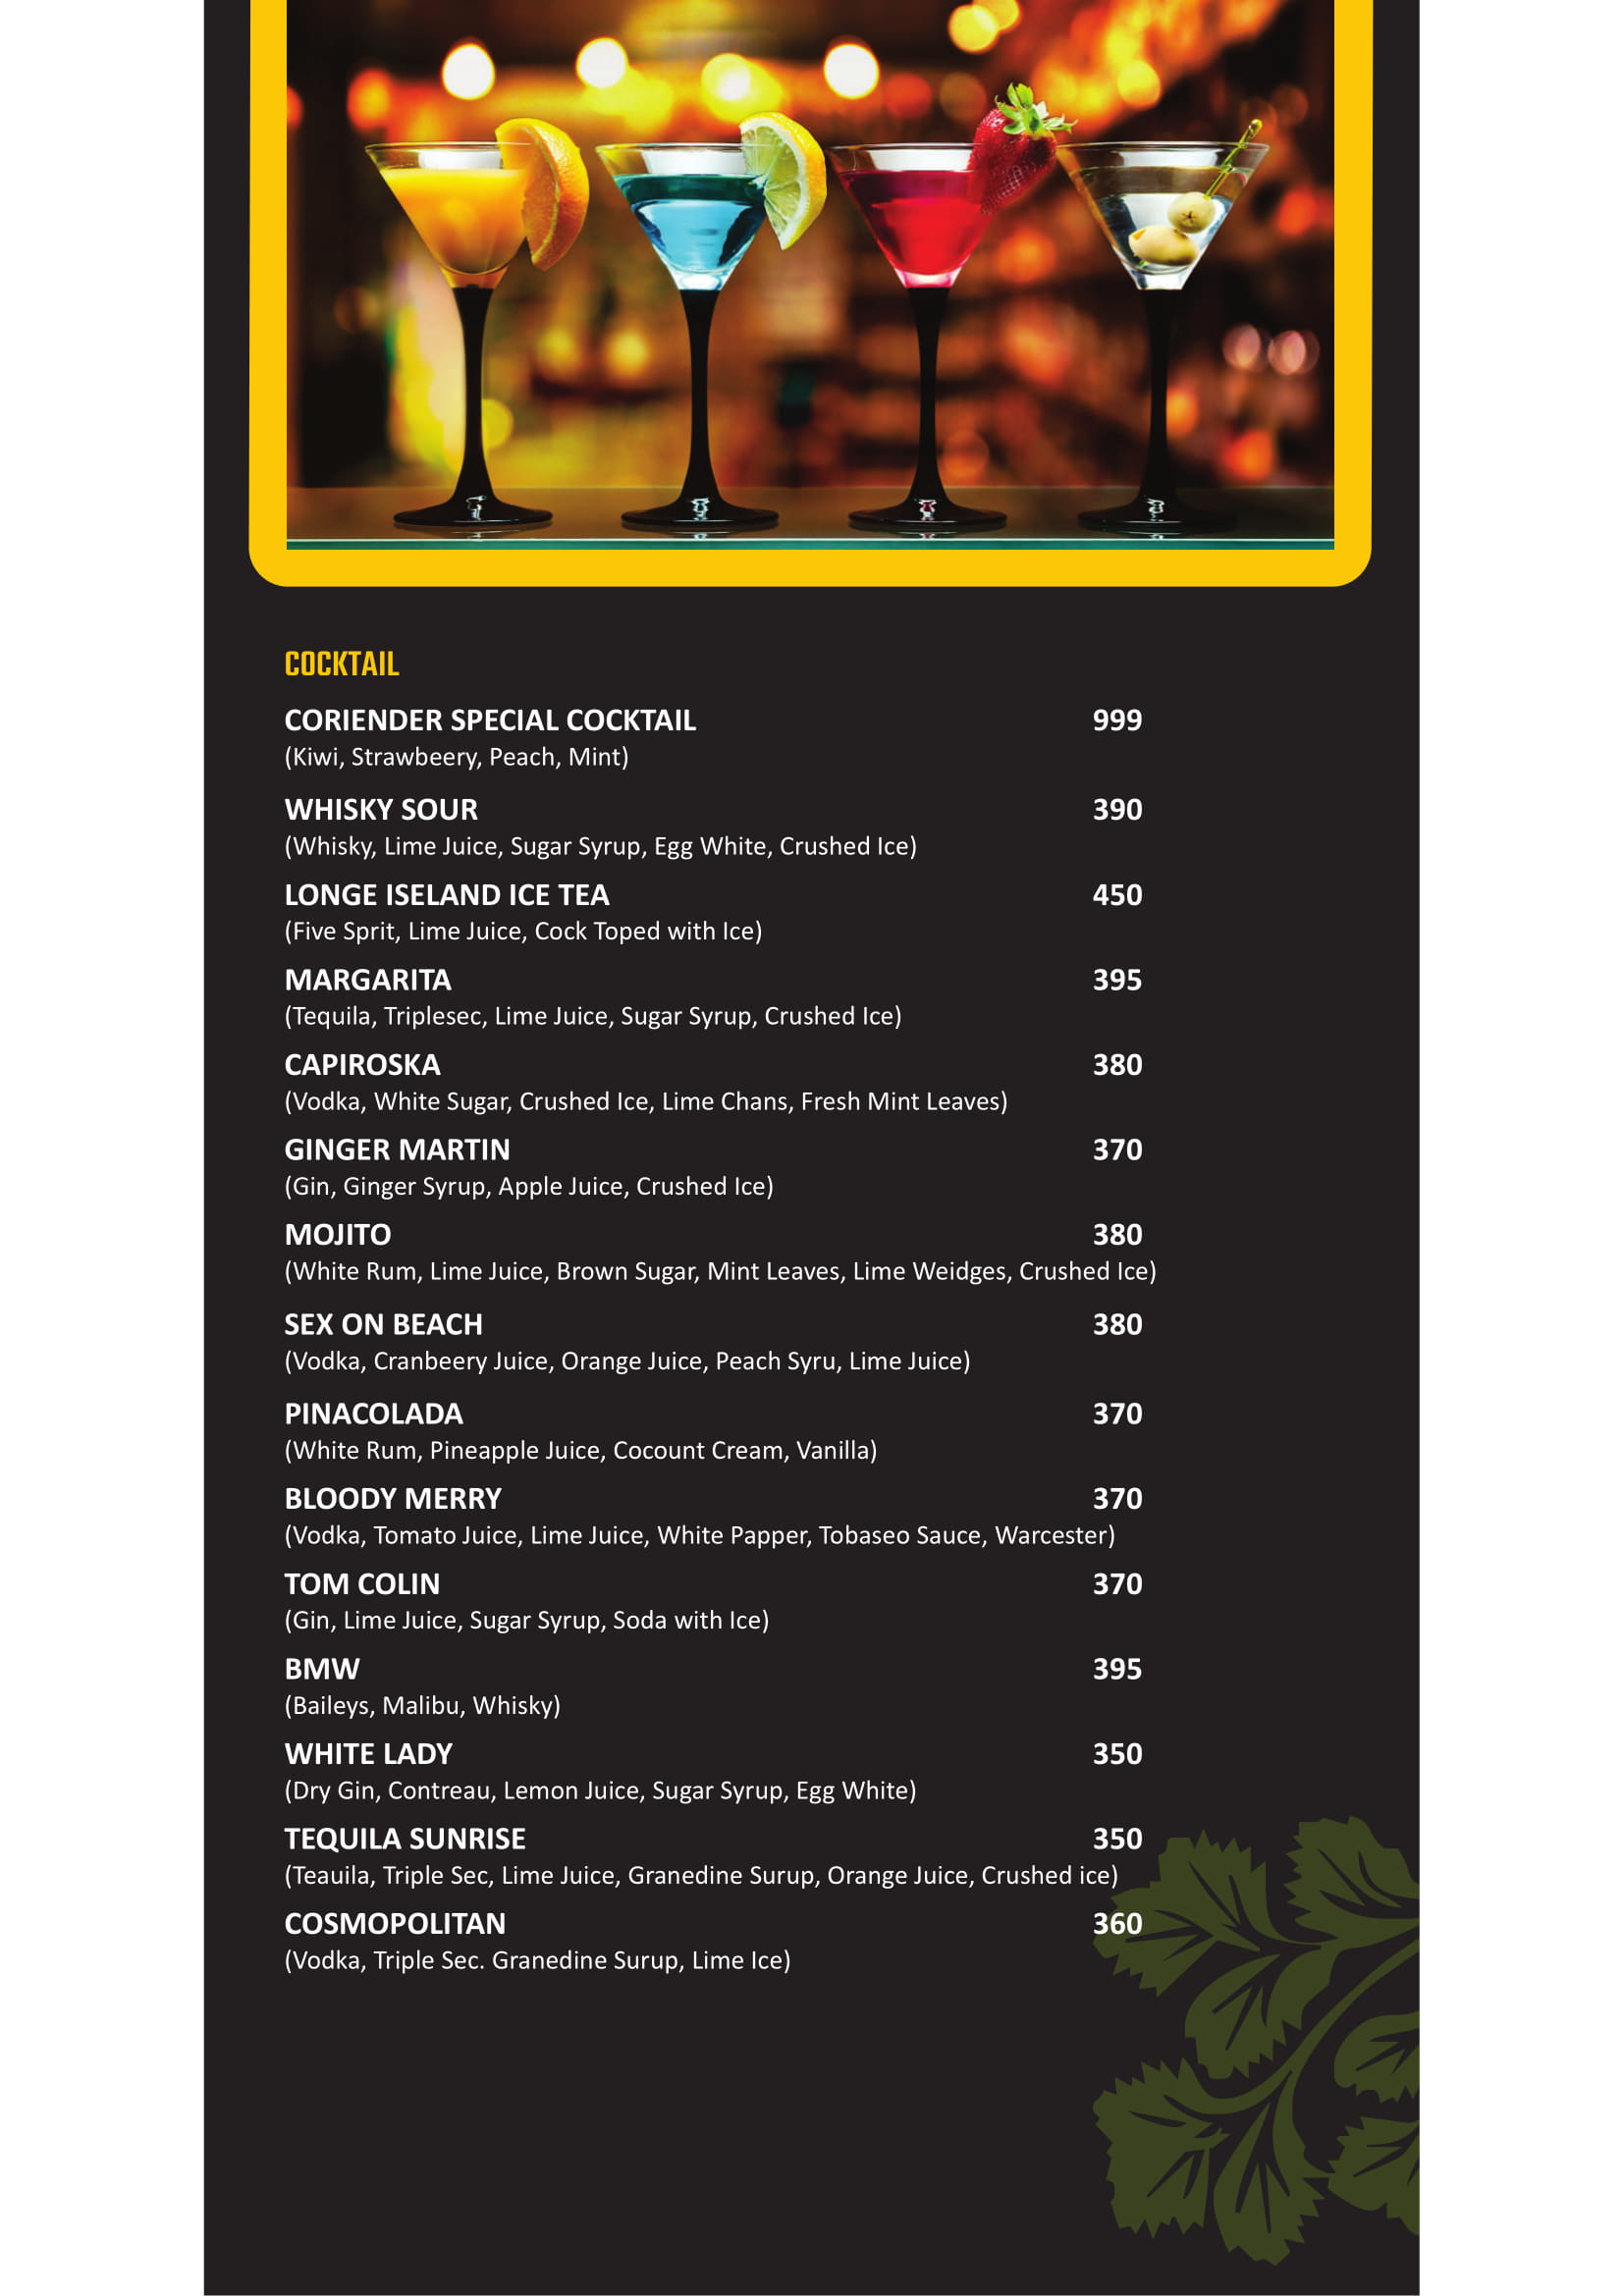 COCKTAIL
CORIENDER SPECIAL COCKTAIL 999
(Kiwi, Strawbeery, Peach, Mint)
WHISKY SOUR 390
(Whisky, Lime Juice, Sugar Syrup, Egg White, Crushed Ice)
LONGE ISELAND ICE TEA 450
(Five Sprit, Lime Juice, Cock Toped with Ice)
MARGARITA 395
(Tequila, Triplesec, Lime Juice, Sugar Syrup, Crushed Ice)
CAPIROSKA 380
(Vodka, White Sugar, Crushed Ice, Lime Chans, Fresh Mint Leaves)
GINGER MARTIN 370
(Gin, Ginger Syrup, Apple Juice, Crushed Ice)
MOJITO 380
(White Rum, Lime Juice, Brown Sugar, Mint Leaves, Lime Weidges, Crushed Ice)
SEX ON BEACH 380
(Vodka, Cranbeery Juice, Orange Juice, Peach Syru, Lime Juice)
PINACOLADA 370
(White Rum, Pineapple Juice, Cocount Cream, Vanilla)
BLOODY MERRY 370
(Vodka, Tomato Juice, Lime Juice, White Papper, Tobaseo Sauce, Warcester)
TOM COLIN 370
(Gin, Lime Juice, Sugar Syrup, Soda with Ice)
BMW 395
(Baileys, Malibu, Whisky)
WHITE LADY 350
(Dry Gin, Contreau, Lemon Juice, Sugar Syrup, Egg White)
TEQUILA SUNRISE 350
(Teauila, Triple Sec, Lime Juice, Granedine Surup, Orange Juice, Crushed ice)
COSMOPOLITAN 360
(Vodka, Triple Sec. Granedine Surup, Lime Ice)